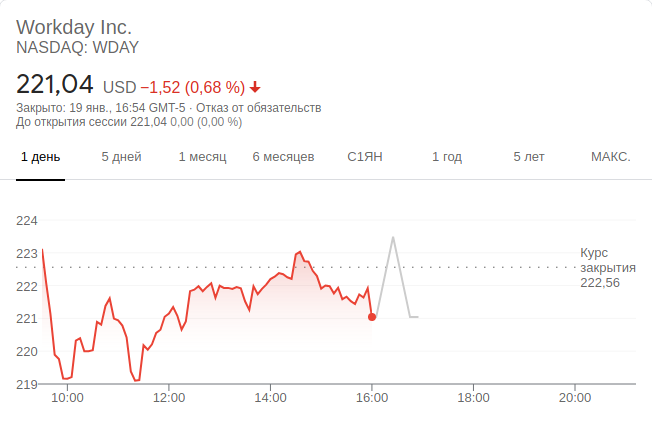 Workday Inc.
NASDAQ: WDAY
221,04 USD −1,52 (0,68 %)
Закрыто: 19 янв., 16:54 GMT-5 · Отказ от обязательств
До открытия сессии 221,04 0,00 (0,00 %)
1 день 5 дней 1 месяц 6 месяцев С1ЯН 1 год 5 лет МАКС.
224
223
222
221
220
219
Курс
закрытия
222,56
10:00 12:00 14:00 16:00 18:00 20:00